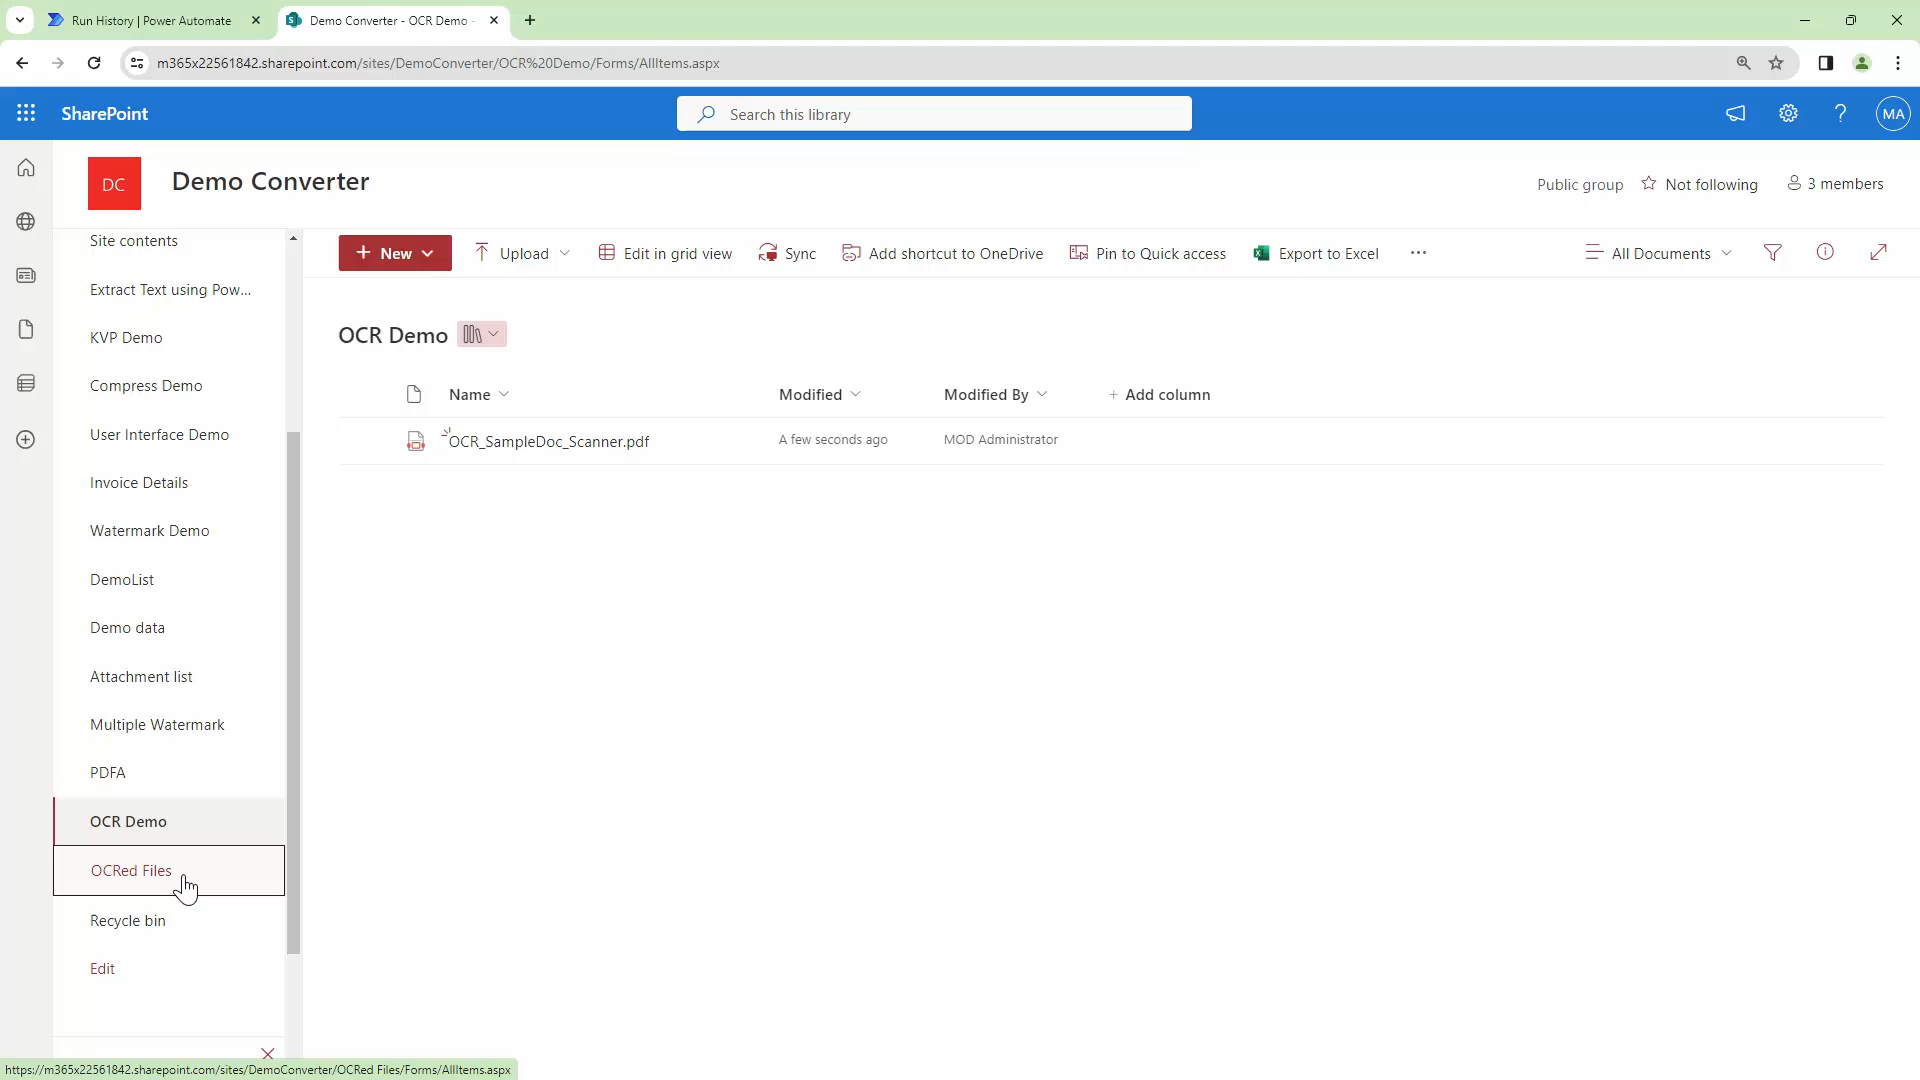 Run History | Power Automate
Demo Converter - OCR Demo -
m365x22561842.sharepoint.com/sites/DemoConverter/OCR%20Demo/Forms/AllItems.aspx
SharePoint
Search this library
MA
DC
Demo Converter
Public group
Not following
3 members
Site contents
Extract Text using Pow...
KVP Demo
Compress Demo
User Interface Demo
Invoice Details
Watermark Demo
DemoList
Demo data
Attachment list
Multiple Watermark
PDFA
OCR Demo
OCRed Files
Recycle bin
Edit
+ New
Upload
Edit in grid view
Sync
Add shortcut to OneDrive
Pin to Quick access
Export to Excel
...
All Documents
OCR Demo
Name
Modified
Modified By
+ Add column
OCR_SampleDoc_Scanner.pdf
A few seconds ago
MOD Administrator
https://m365x22561842.sharepoint.com/sites/DemoConverter/OCRed Files/Forms/AllItems.aspx